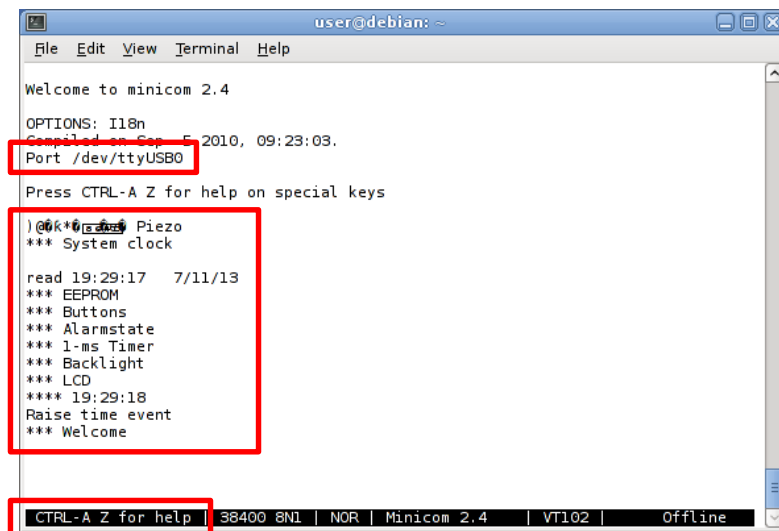 user@debian: ~
File Edit View Terminal Help
Welcome to minicom 2.4
OPTIONS: I18n
Compiled on Sep 5 2010, 09:23:03.
Port /dev/ttyUSB0
Press CTRL-A Z for help on special keys
Piezo
*** System clock
read 19:29:17 7/11/13
*** EEPROM
*** Buttons
*** Alarmstate
*** 1-ms Timer
*** Backlight
*** LCD
**** 19:29:18
Raise time event
*** Welcome
CTRL-A Z for help | 38400 8N1 | NOR | Minicom 2.4 | VT102 | Offline